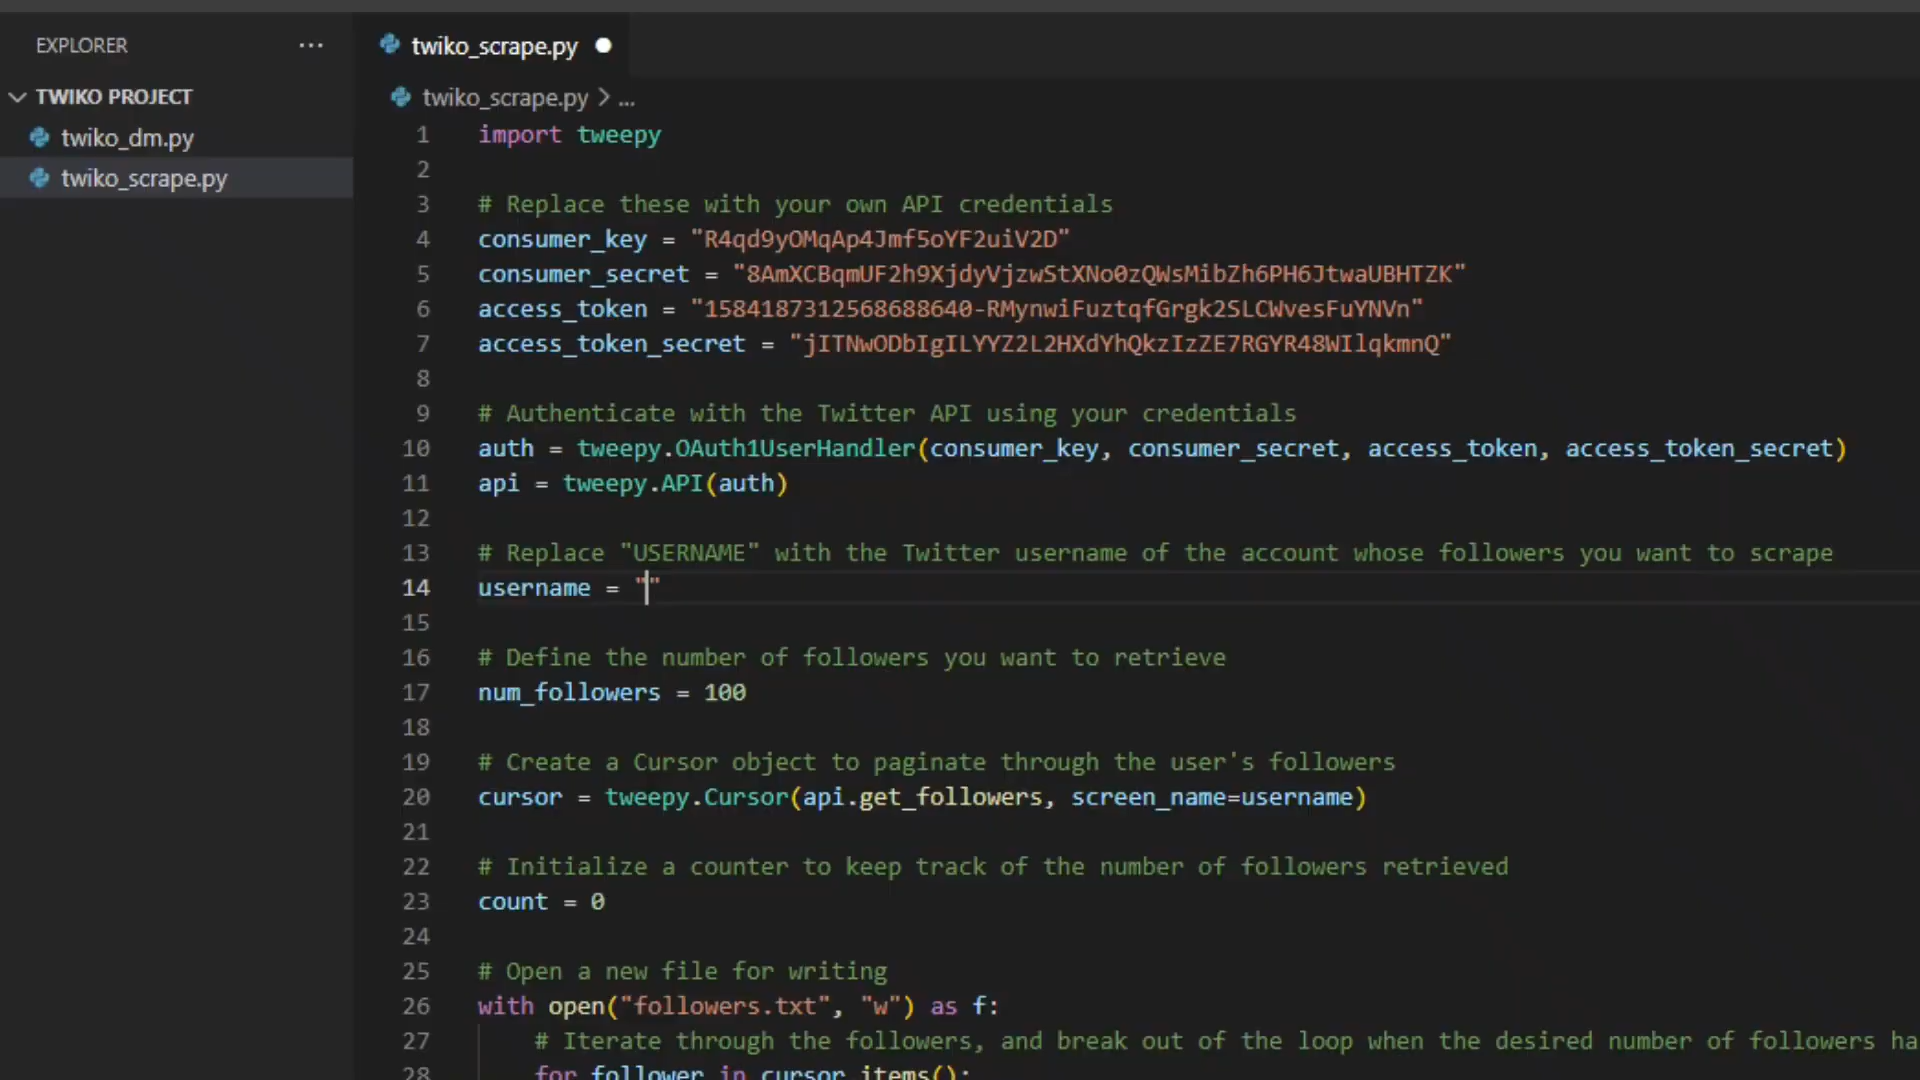 EXPLORER
TWIKO PROJECT
twiko_dm.py
twiko_scrape.py
twiko_scrape.py
twiko_scrape.py > ...
1 import tweepy
2
3 # Replace these with your own API credentials
4 consumer_key = "R4qd9yOMqAp4Jmf5oYF2uiV2D"
5 consumer_secret = "8AmXCBqmUF2h9XjdyVjzwStXNo0zQWsMibZh6PH6JtwaUBHTZK"
6 access_token = "1584187312568688640-RMynwiFuztqfGrgk2SLCWvesFuYNVn"
7 access_token_secret = "jITNwODbIgILYYZ2L2HXdYhQkzIzZE7RGYR48WIlqkmnQ"
8
9 # Authenticate with the Twitter API using your credentials
10 auth = tweepy.OAuth1UserHandler(consumer_key, consumer_secret, access_token, access_token_secret)
11 api = tweepy.API(auth)
12
13 # Replace "USERNAME" with the Twitter username of the account whose followers you want to scrape
14 username = ""
15
16 # Define the number of followers you want to retrieve
17 num_followers = 100
18
19 # Create a Cursor object to paginate through the user's followers
20 cursor = tweepy.Cursor(api.get_followers, screen_name=username)
21
22 # Initialize a counter to keep track of the number of followers retrieved
23 count = 0
24
25 # Open a new file for writing
26 with open("followers.txt", "w") as f:
27 # Iterate through the followers, and break out of the loop when the desired number of followers ha
28 for follower in cursor.items():